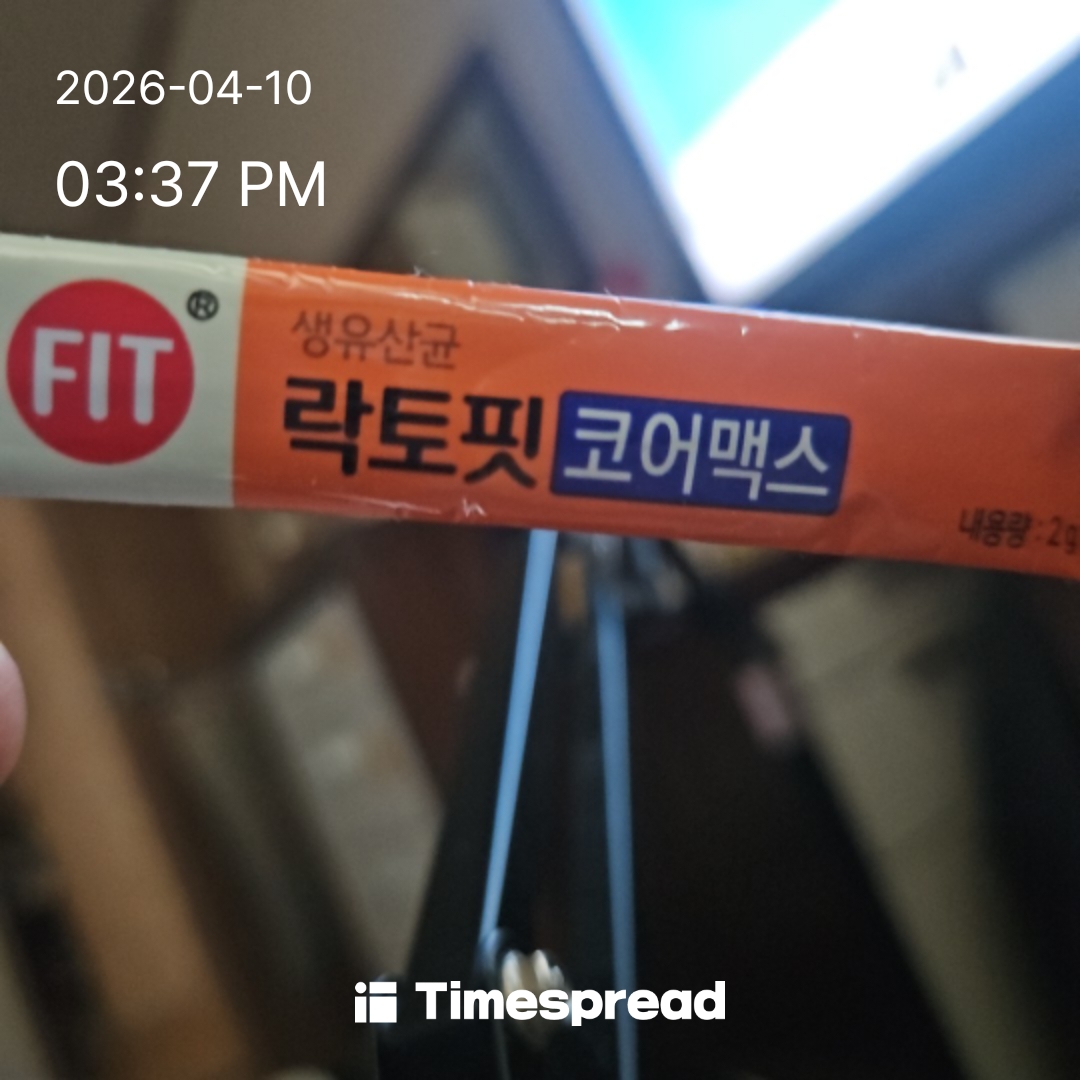 2026-04-10
03:37 PM
FIT®
생유산균
락토핏 코어맥스
내용량 : 2g
Timespread